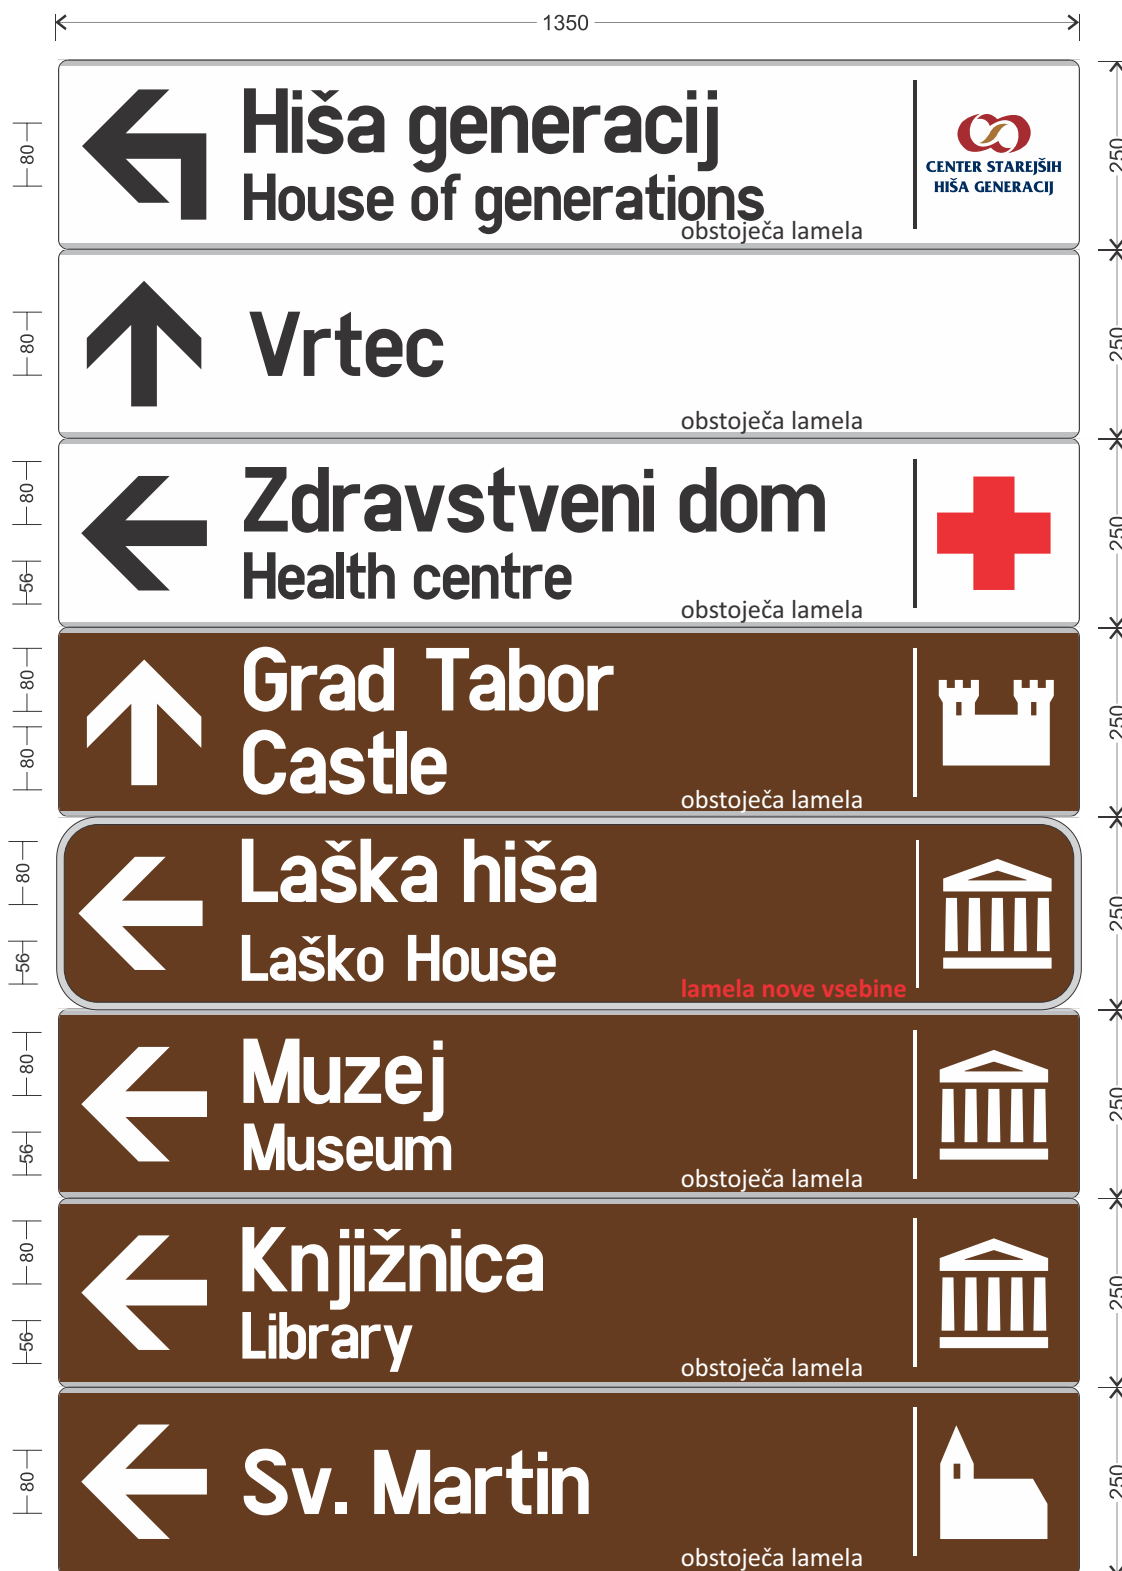 1350
80
Hiša generacij
House of generations
obstoječa lamela
CENTER STAREJŠIH
HIŠA GENERACIJ
250
80
Vrtec
obstoječa lamela
250
80
56
Zdravstveni dom
Health centre
obstoječa lamela
250
80
80
Grad Tabor
Castle
obstoječa lamela
250
80
56
Laška hiša
Laško House
lamela nove vsebine
250
80
56
Muzej
Museum
obstoječa lamela
250
80
56
Knjižnica
Library
obstoječa lamela
250
80
Sv. Martin
obstoječa lamela
250